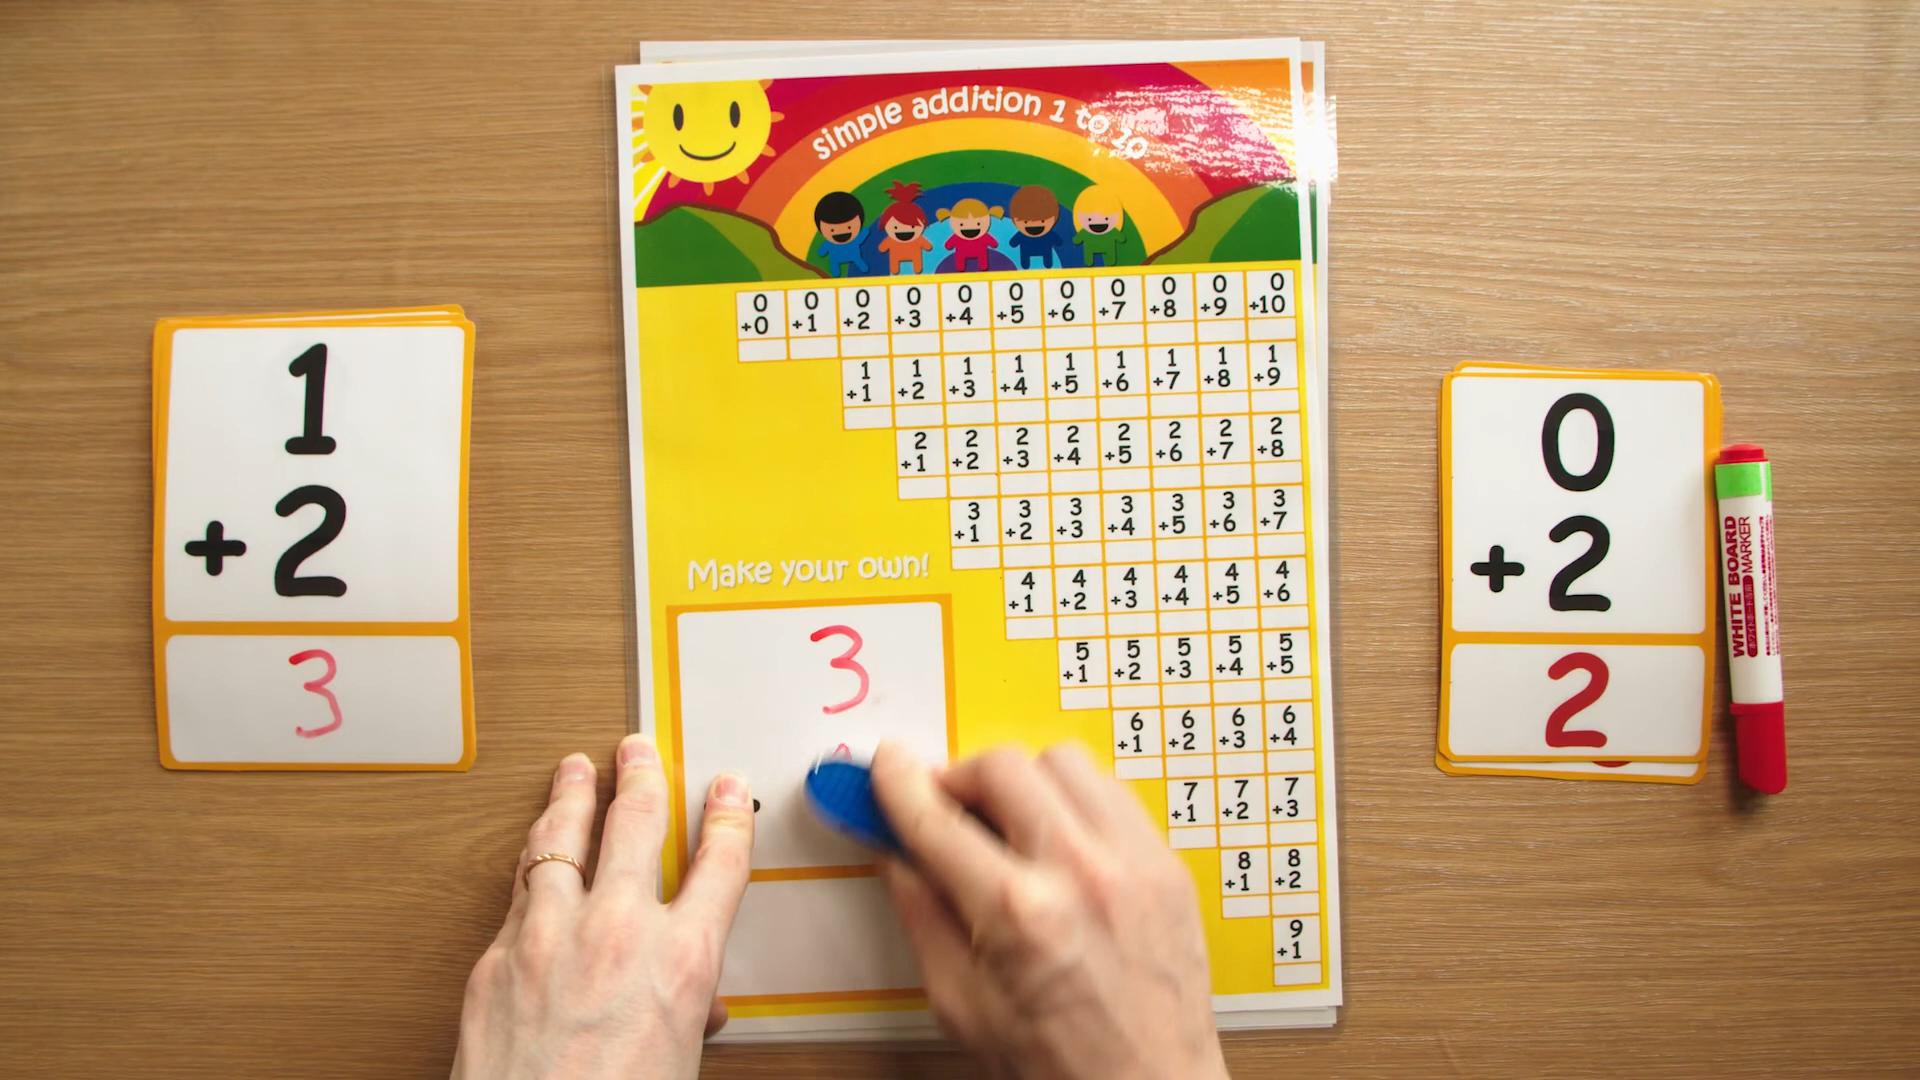 1
+2
3
simple addition 1 to 10
0 0 0 0 0 0 0 0 0 0 0
+0 +1 +2 +3 +4 +5 +6 +7 +8 +9 +10
1 1 1 1 1 1 1 1 1
+1 +2 +3 +4 +5 +6 +7 +8 +9
2 2 2 2 2 2 2 2
+1 +2 +3 +4 +5 +6 +7 +8
3 3 3 3 3 3 3
+1 +2 +3 +4 +5 +6 +7
4 4 4 4 4 4
+1 +2 +3 +4 +5 +6
5 5 5 5 5
+1 +2 +3 +4 +5
6 6 6 6
+1 +2 +3 +4
7 7 7
+1 +2 +3
8 8
+1 +2
9
+1
Make your own!
3
0
+2
2
WHITE BOARD
MARKER